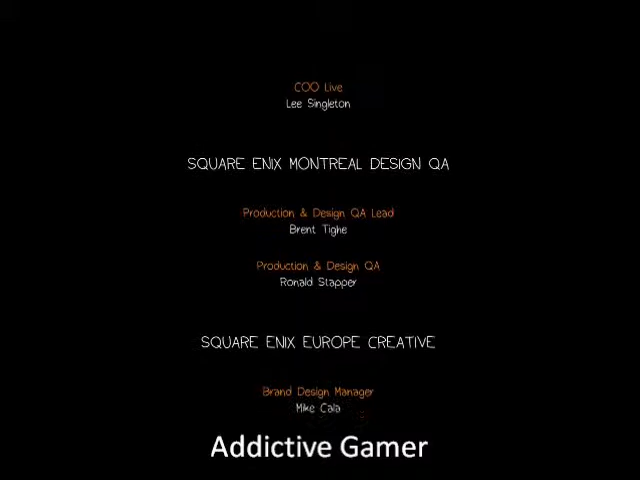 COO Live
Lee Singleton
SQUARE ENIX MONTREAL DESIGN QA
Production & Design QA Lead
Brent Tighe
Production & Design QA
Ronald Stapper
SQUARE ENIX EUROPE CREATIVE
Brand Design Manager
Mike Cala
Addictive Gamer